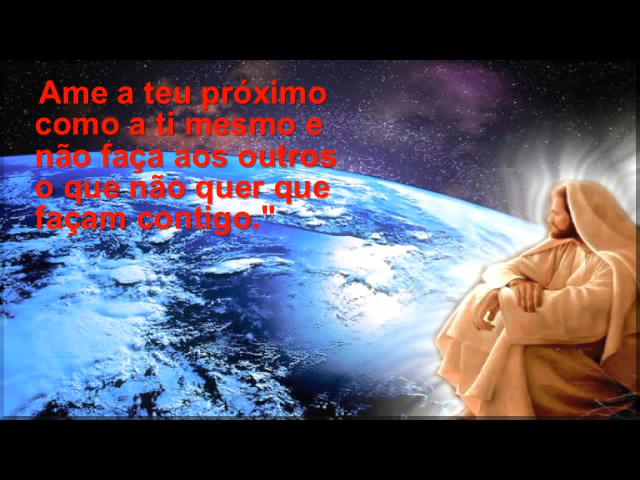 Ame a teu próximo
como a ti mesmo e
não faça aos outros
o que não quer que
façam contigo."